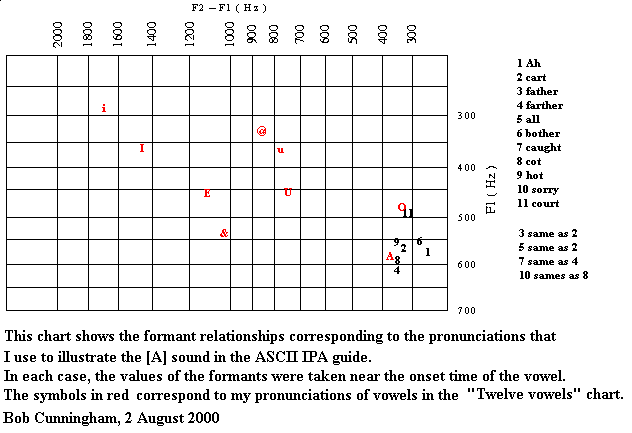 F2 – F1 ( Hz )
2000 1800 1600 1400 1200 1000 900 800 700 600 500 400 300
1 Ah
2 cart
3 father
4 farther
5 all
6 bother
7 caught
8 cot
9 hot
10 sorry
11 court
3 same as 2
5 same as 2
7 same as 4
10 sames as 8
i
300
@
I
u
400
F1 ( Hz )
E
U
O
11
500
&
9
6
2
1
A
8
4
600
700
This chart shows the formant relationships corresponding to the pronunciations that
I use to illustrate the [A] sound in the ASCII IPA guide.
In each case, the values of the formants were taken near the onset time of the vowel.
The symbols in red correspond to my pronunciations of vowels in the "Twelve vowels" chart.
Bob Cunningham, 2 August 2000